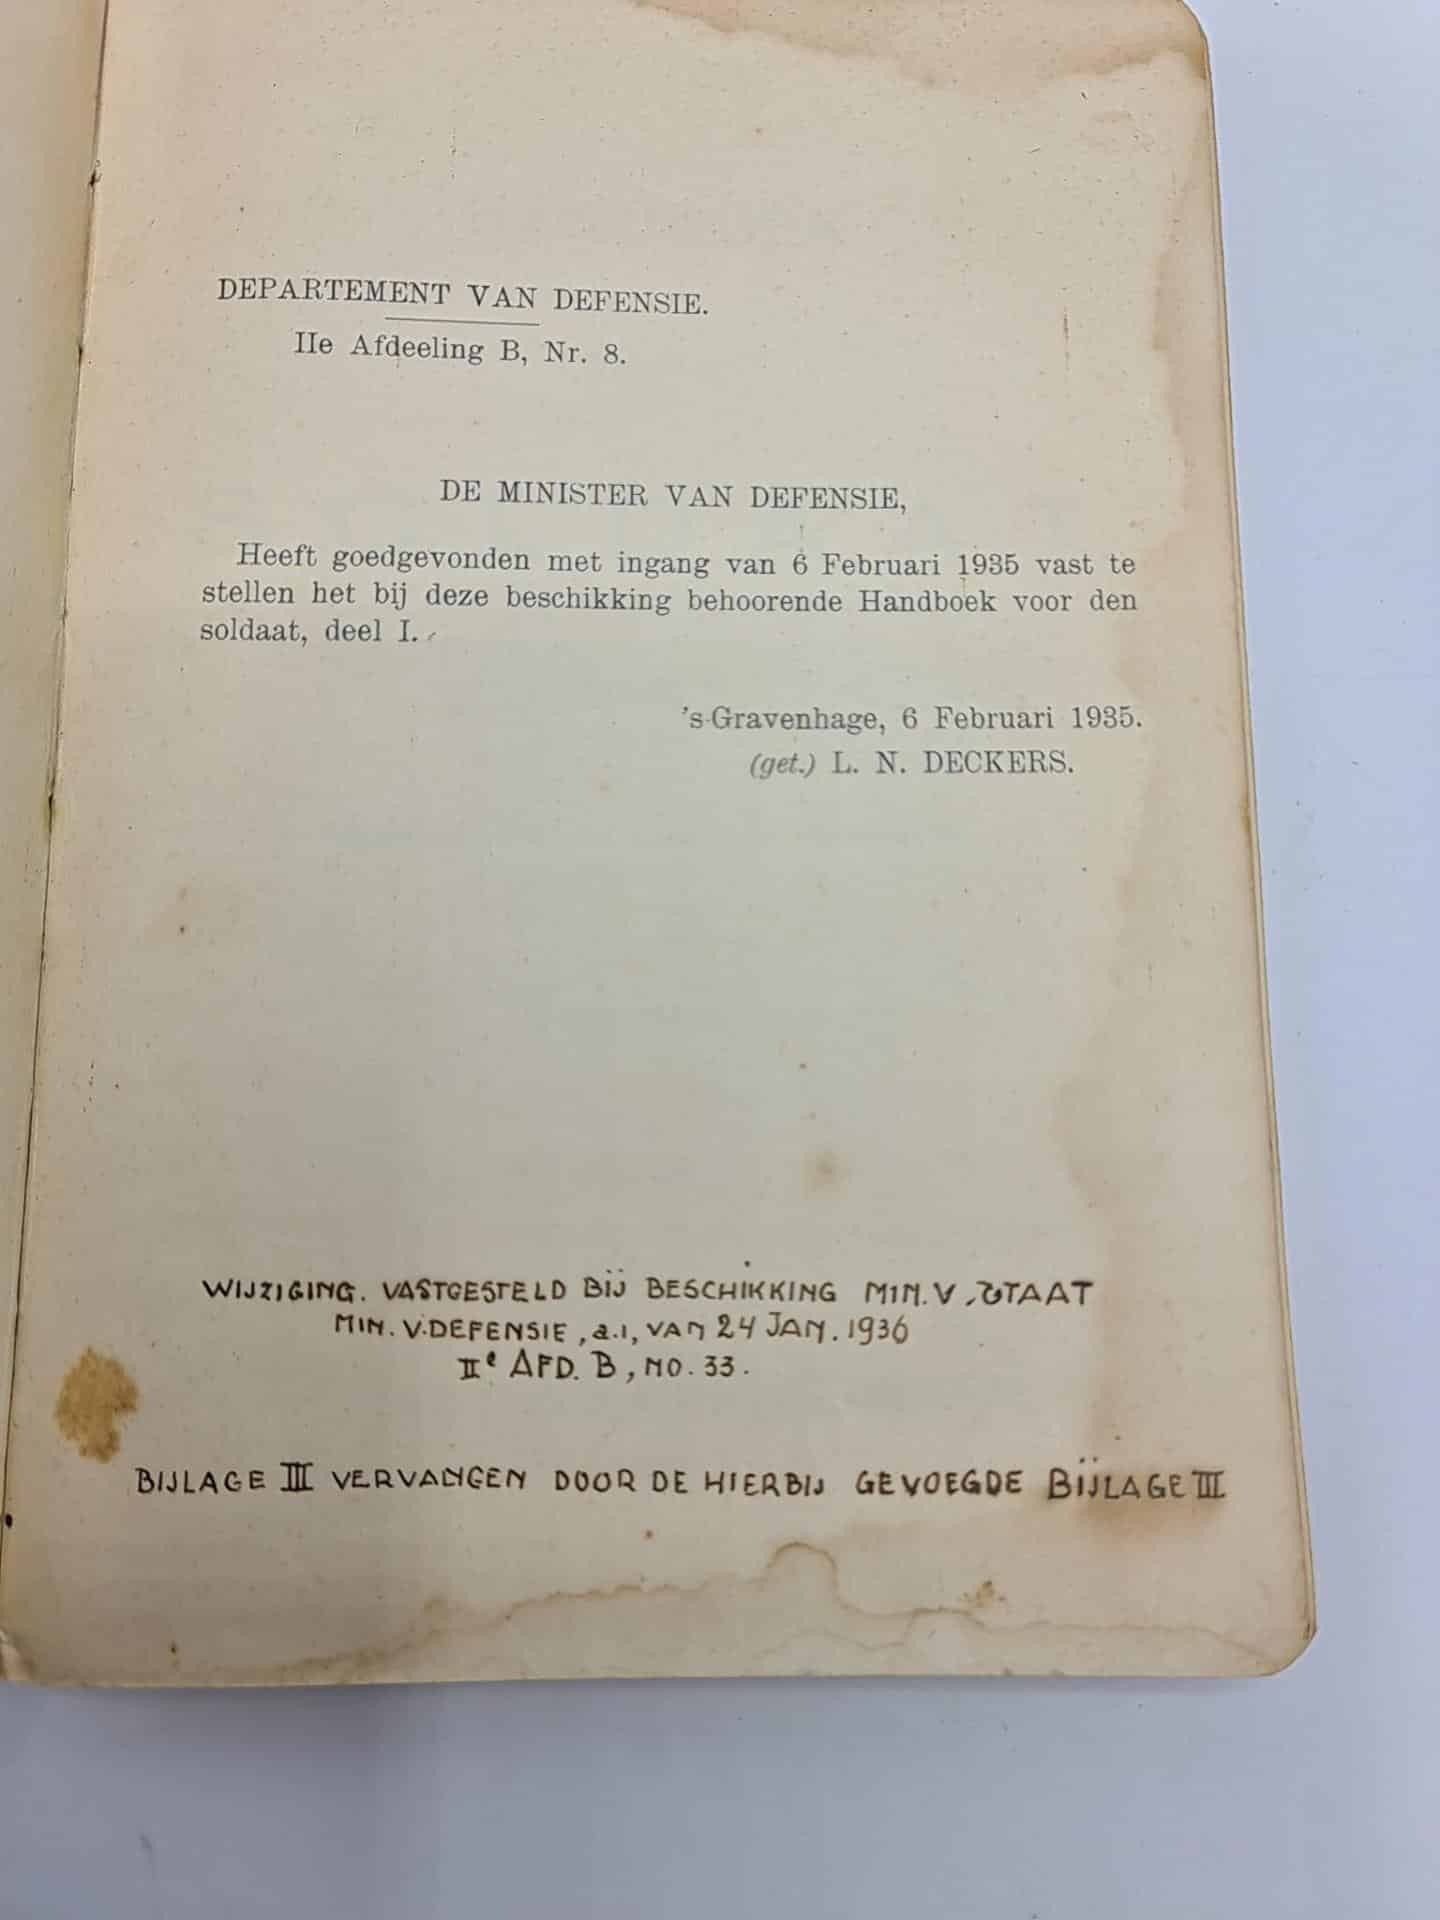 DEPARTEMENT VAN DEFENSIE.
IIe Afdeeling B, Nr. 8.
DE MINISTER VAN DEFENSIE,
Heeft goedgevonden met ingang van 6 Februari 1935 vast te
stellen het bij deze beschikking behoorende Handboek voor den
soldaat, deel I.
's-Gravenhage, 6 Februari 1935.
(get.) L. N. DECKERS.
WIJZIGING. VASTGESTELD BIJ BESCHIKKING MIN. V. STAAT
MIN. V. DEFENSIE, a.i, VAN 24 JAN. 1936
IIe AFD. B, NO. 33.
BIJLAGE III VERVANGEN DOOR DE HIERBIJ GEVOEGDE BIJLAGE III